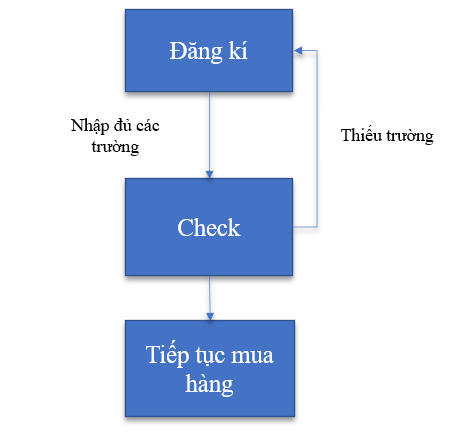 Đăng kí
Nhập đủ các
trường
Thiếu trường
Check
Tiếp tục mua
hàng